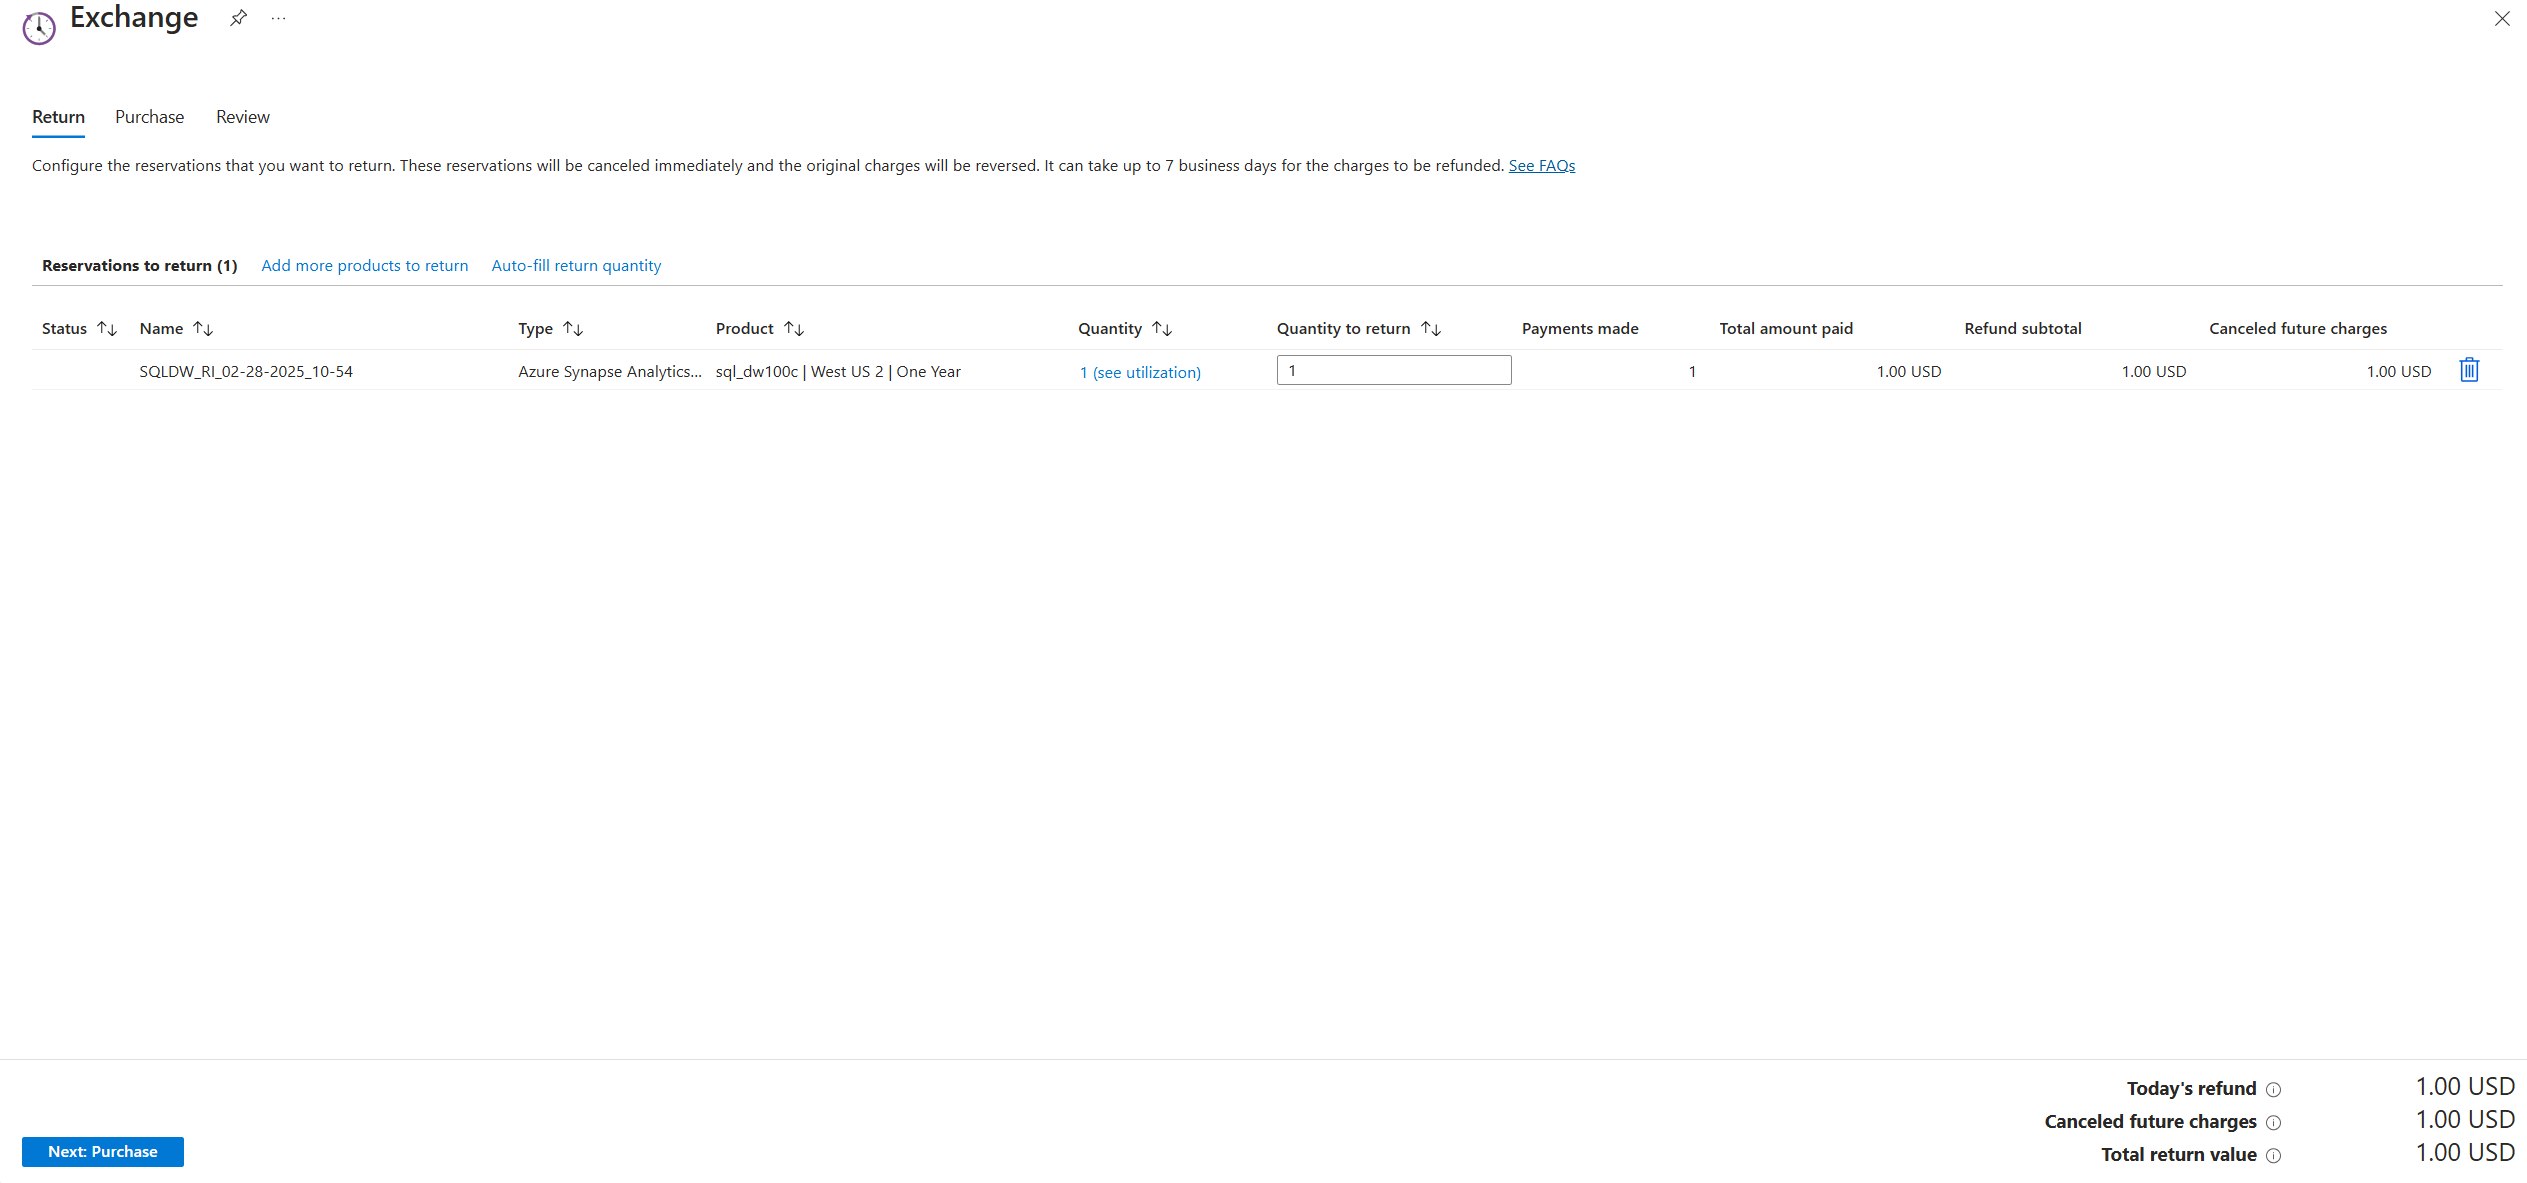 Exchange
Return Purchase Review
Configure the reservations that you want to return. These reservations will be canceled immediately and the original charges will be reversed. It can take up to 7 business days for the charges to be refunded. See FAQs
Reservations to return (1) Add more products to return Auto-fill return quantity
Status Name Type Product Quantity Quantity to return Payments made Total amount paid Refund subtotal Canceled future charges
SQLDW_RI_02-28-2025_10-54 Azure Synapse Analytics... sql_dw100c | West US 2 | One Year 1 (see utilization) 1 1 1.00 USD 1.00 USD 1.00 USD
Today's refund 1.00 USD
Canceled future charges 1.00 USD
Next: Purchase
Total return value 1.00 USD